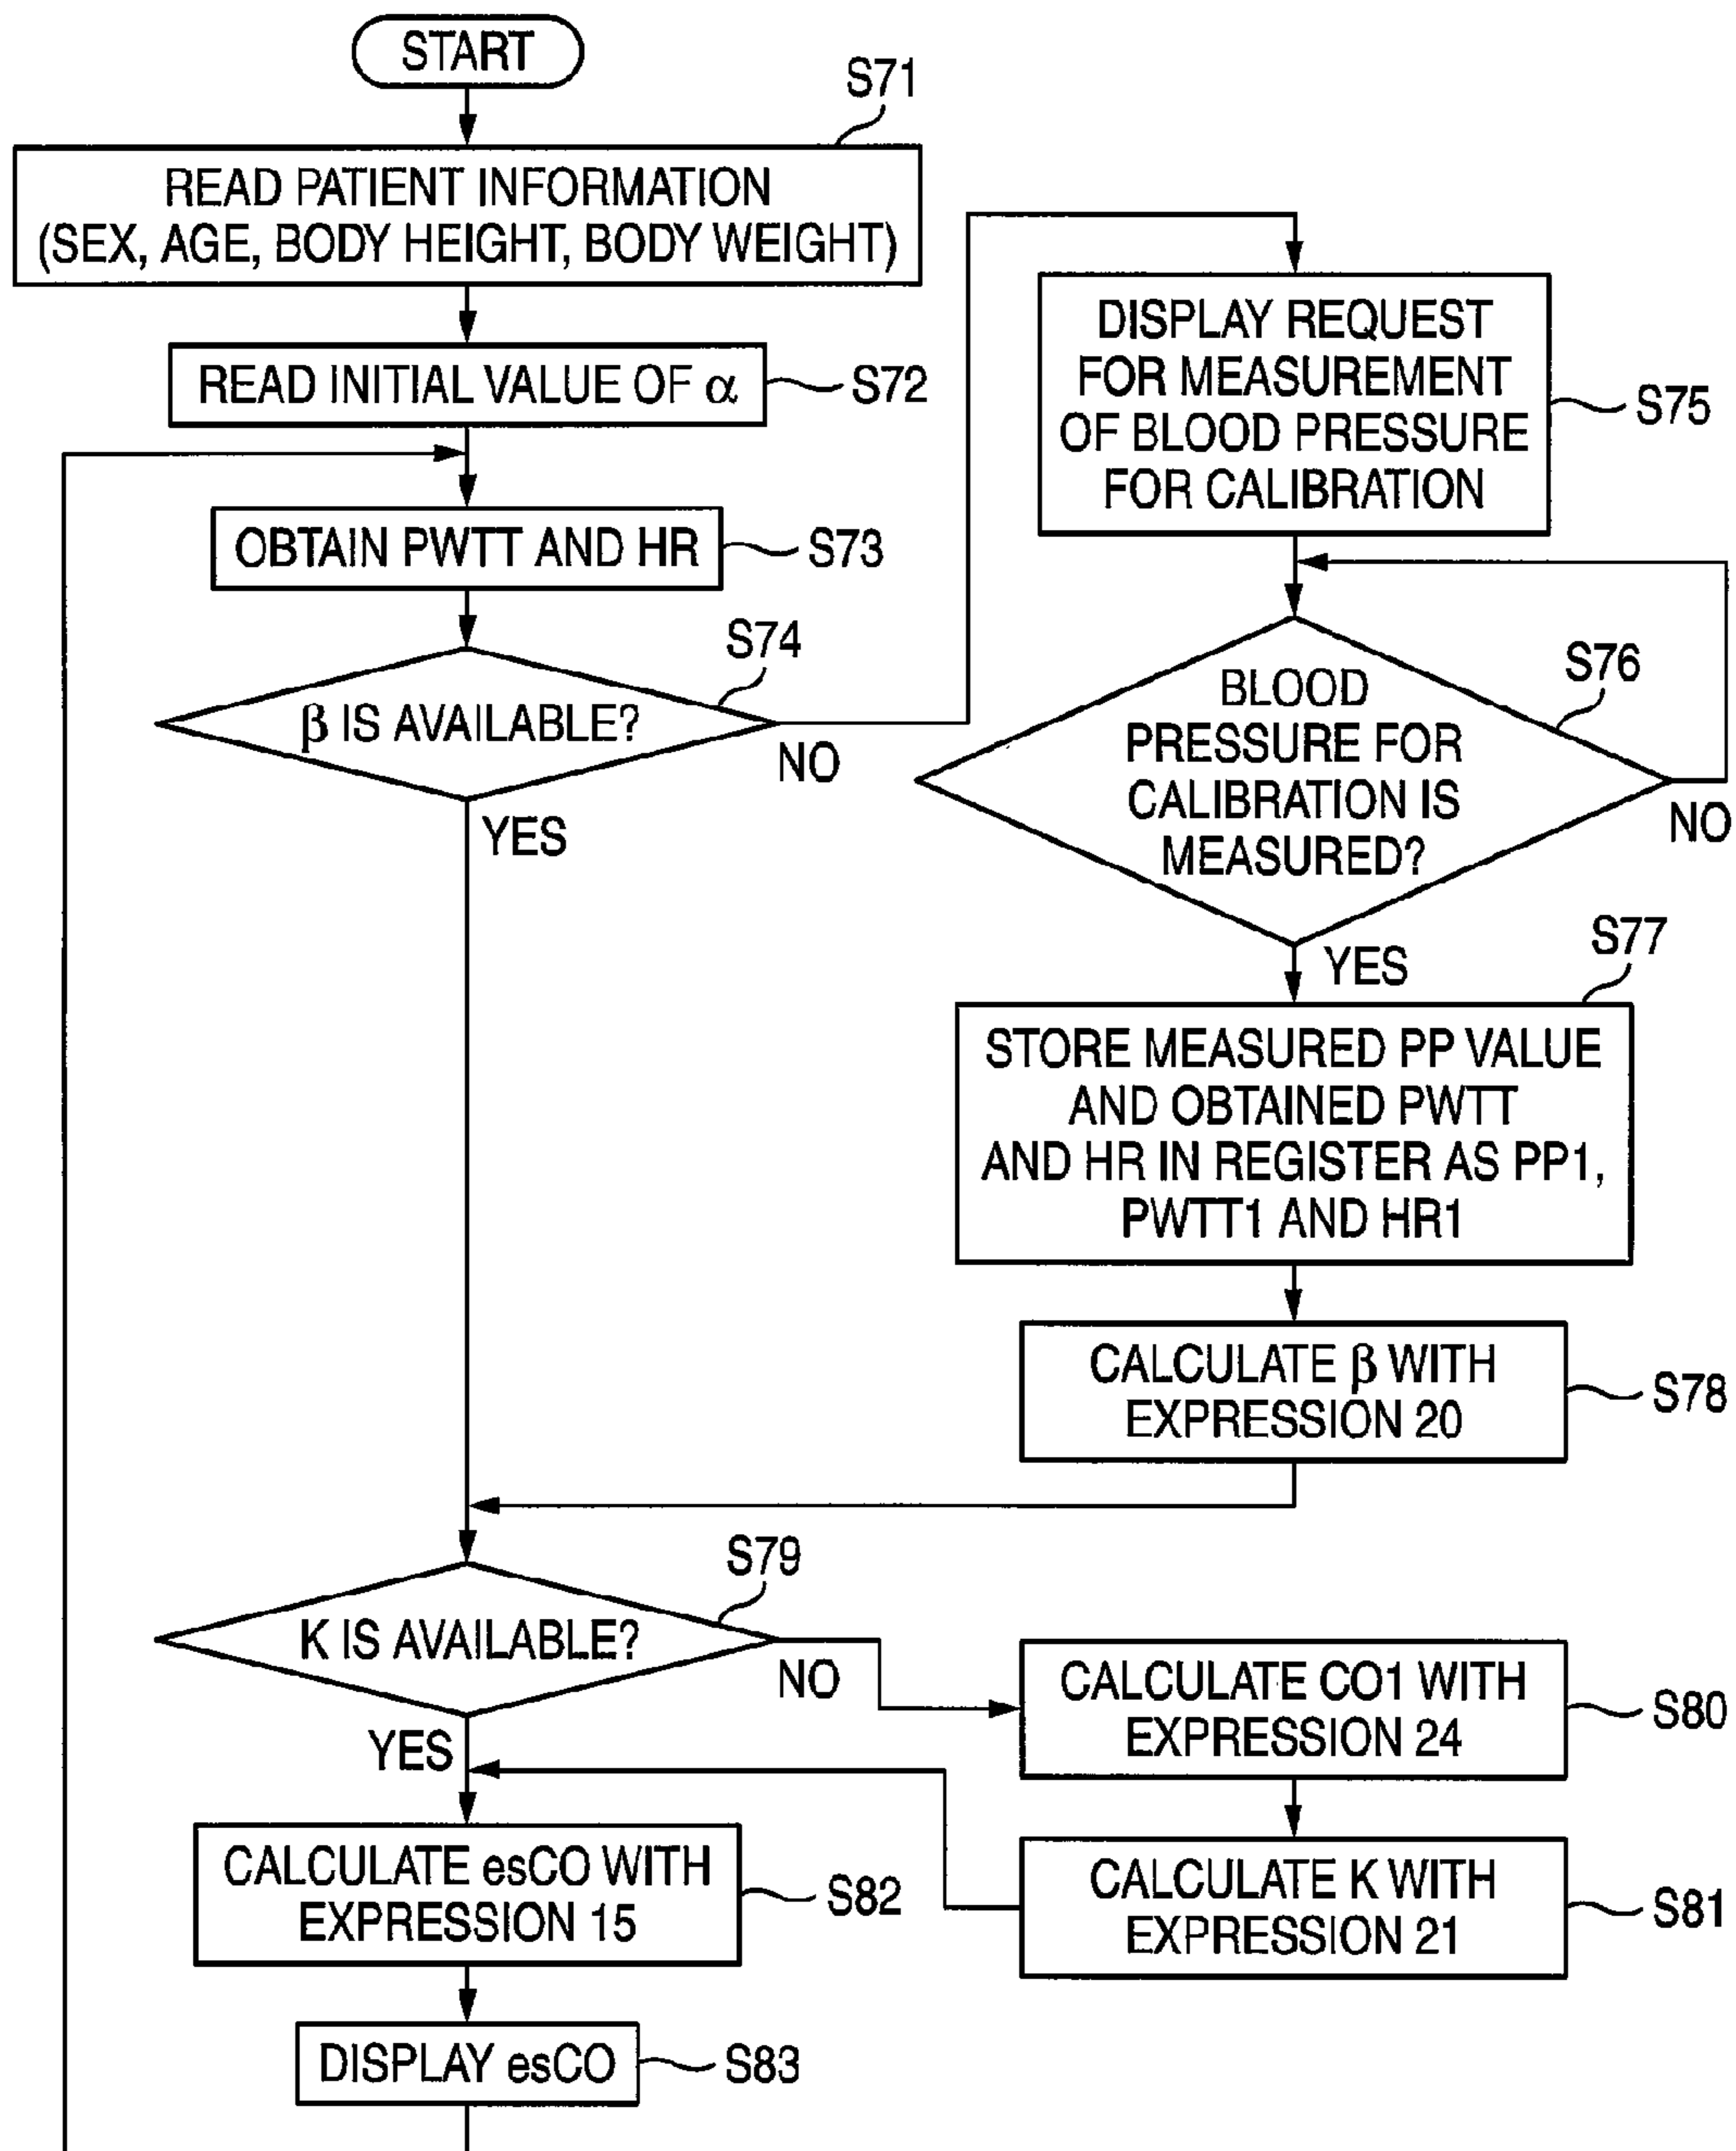 START
S71
READ PATIENT INFORMATION
(SEX, AGE, BODY HEIGHT, BODY WEIGHT)
READ INITIAL VALUE OF α
S72
OBTAIN PWTT AND HR
S73
S74
β IS AVAILABLE?
NO
YES
DISPLAY REQUEST
FOR MEASUREMENT
OF BLOOD PRESSURE
FOR CALIBRATION
S75
S76
BLOOD
PRESSURE FOR
CALIBRATION IS
MEASURED?
NO
YES
S77
STORE MEASURED PP VALUE
AND OBTAINED PWTT
AND HR IN REGISTER AS PP1,
PWTT1 AND HR1
CALCULATE β WITH
EXPRESSION 20
S78
S79
K IS AVAILABLE?
NO
YES
CALCULATE CO1 WITH
EXPRESSION 24
S80
CALCULATE K WITH
EXPRESSION 21
S81
CALCULATE esCO WITH
EXPRESSION 15
S82
DISPLAY esCO
S83